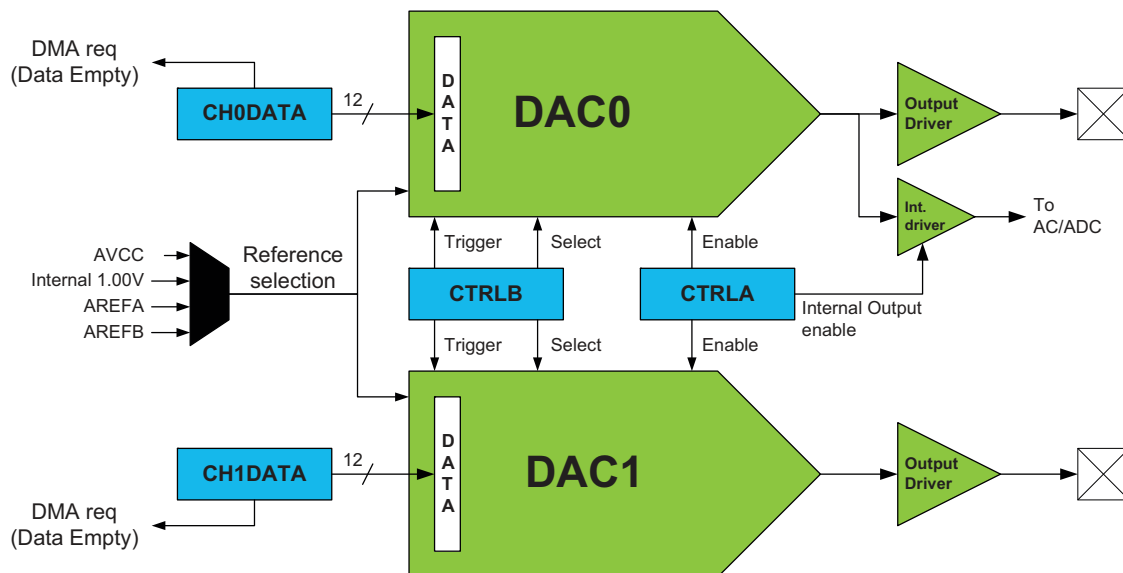 DMA req
(Data Empty)
CH0DATA
12
D
A
T
A
DAC0
Output
Driver
Int.
driver
To
AC/ADC
Trigger
Select
Enable
AVCC
Internal 1.00V
AREFA
AREFB
Reference
selection
CTRLB
CTRLA
Internal Output
enable
Trigger
Select
Enable
CH1DATA
12
D
A
T
A
DAC1
Output
Driver
DMA req
(Data Empty)